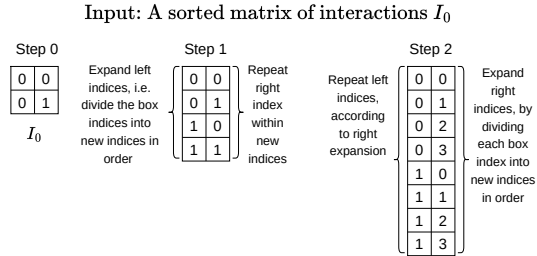 Input: A sorted matrix of interactions I₀
Step 0
0 0
0 1
I₀
Expand left
indices, i.e.
divide the box
indices into
new indices in
order
Step 1
0 0
0 1
1 0
1 1
Repeat
right
index
within
new
indices
Repeat left
indices,
according
to right
expansion
Step 2
0 0
0 1
0 2
0 3
1 0
1 1
1 2
1 3
Expand
right
indices, by
dividing
each box
index into
new indices
in order